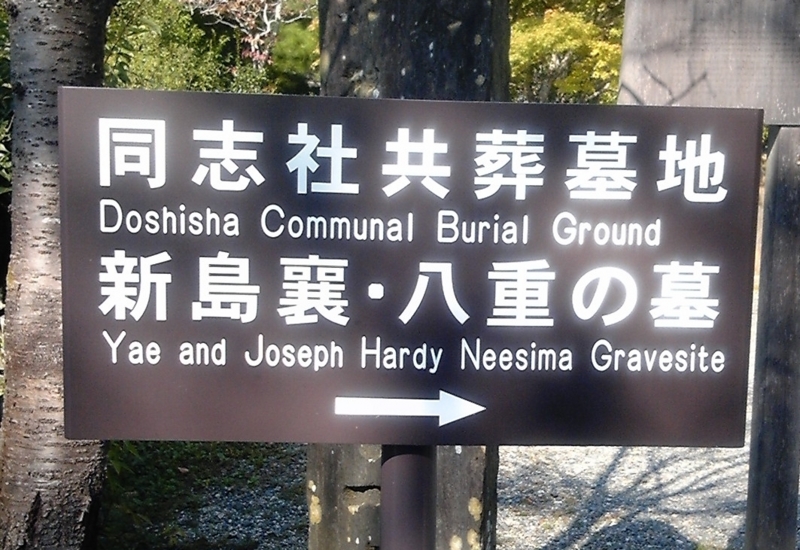 同志社共葬墓地
Doshisha Communal Burial Ground
新島襄・八重の墓
Yae and Joseph Hardy Neesima Gravesite